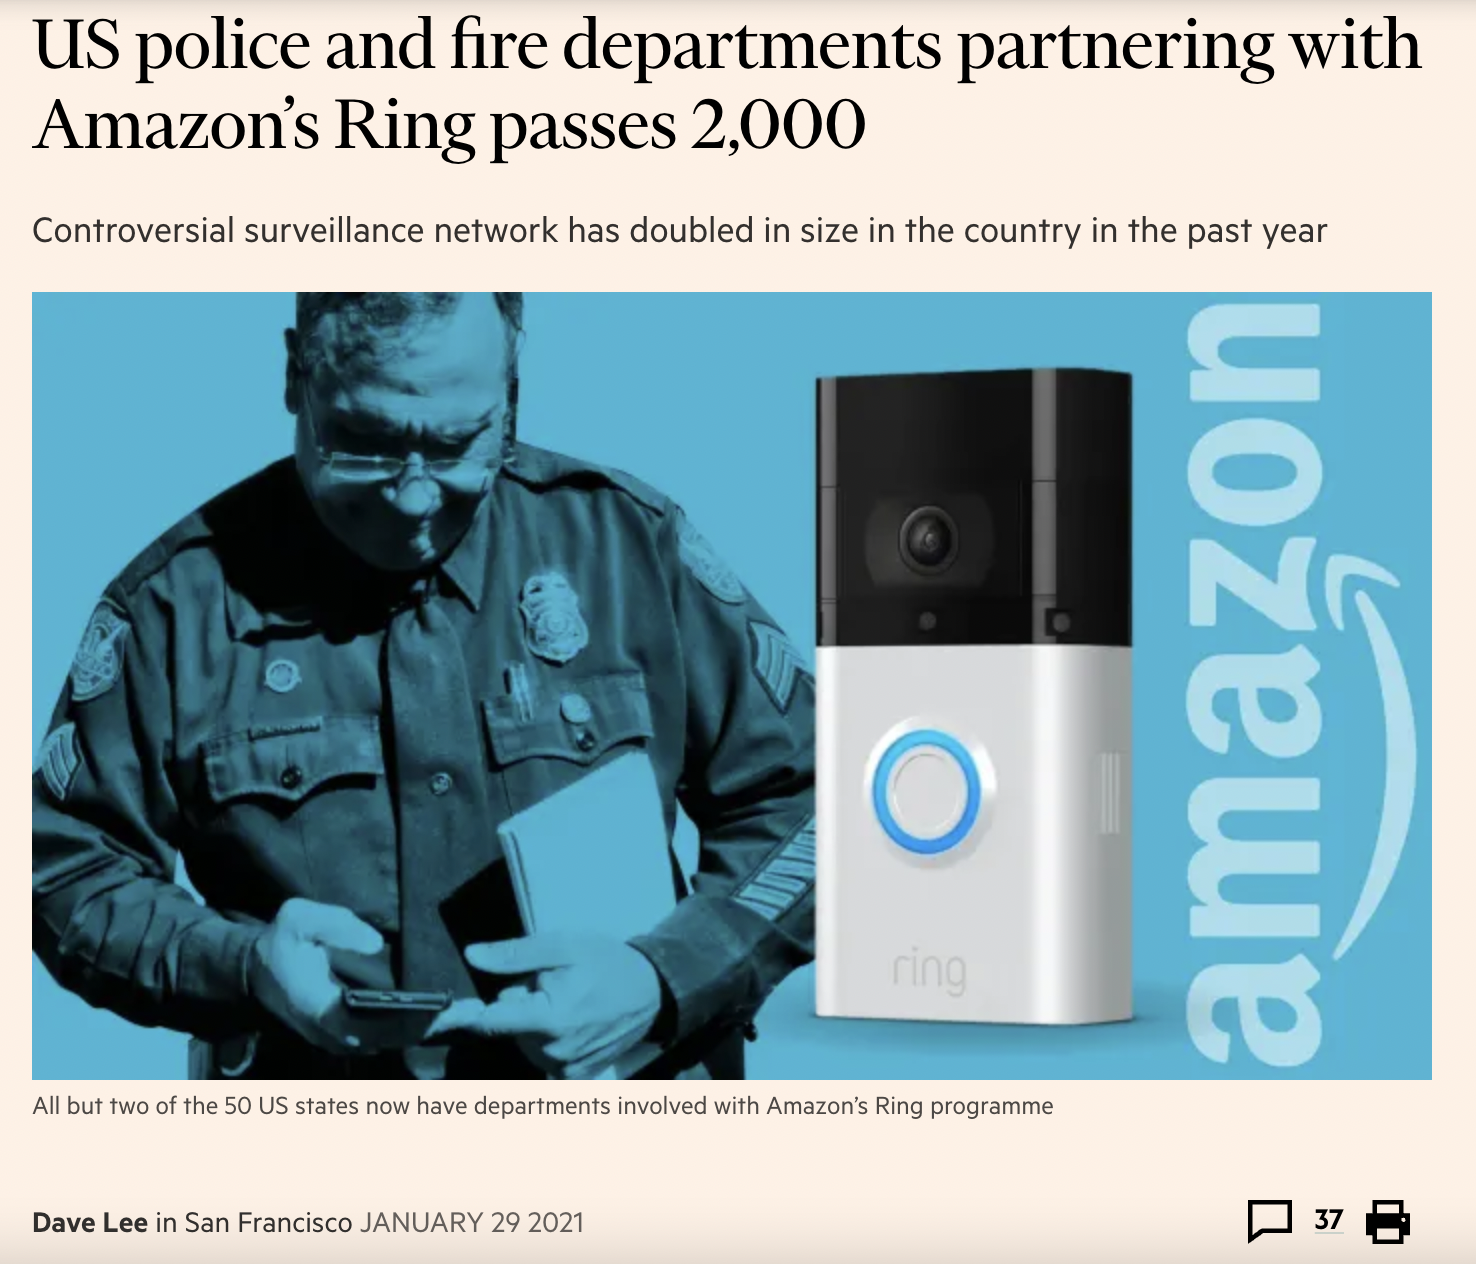 US police and fire departments partnering with
Amazon’s Ring passes 2,000
Controversial surveillance network has doubled in size in the country in the past year
ring
amazon
All but two of the 50 US states now have departments involved with Amazon’s Ring programme
Dave Lee in San Francisco JANUARY 29 2021
37